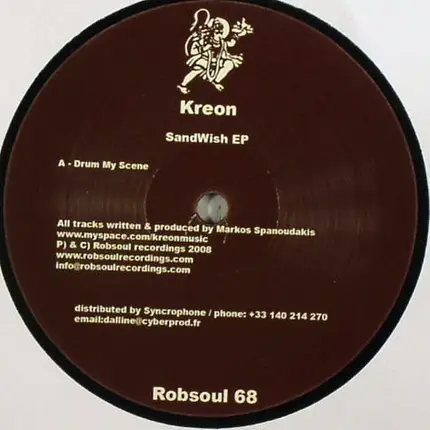 Kreon
SandWish EP
A - Drum My Scene
All tracks written & produced by Markos Spanoudakis
www.myspace.com/kreonmusic
P) & C) Robsoul recordings 2008
www.robsoulrecordings.com
info@robsoulrecordings.com
distributed by Syncrophone / phone: +33 140 214 270
email:dalline@cyberprod.fr
Robsoul 68